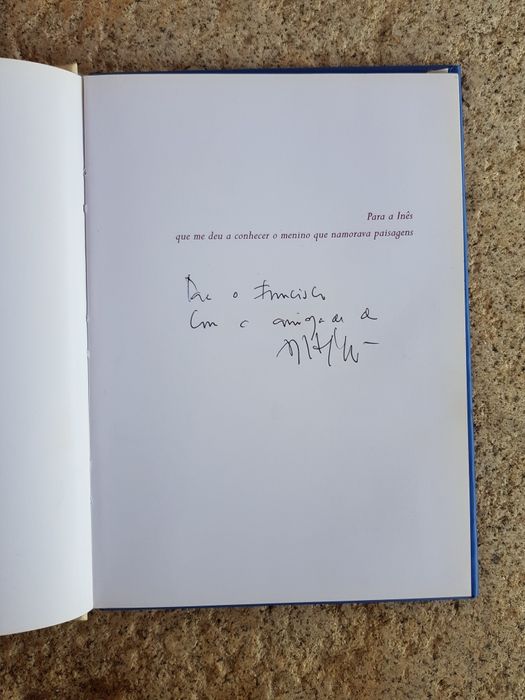 Para a Inês
que me deu a conhecer o menino que namorava paisagens
Para o Francisco
Com a amizade de